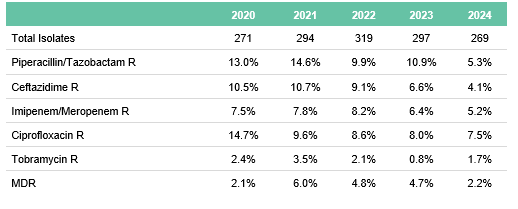 2020 2021 2022 2023 2024
Total Isolates 271 294 319 297 269
Piperacillin/Tazobactam R 13.0% 14.6% 9.9% 10.9% 5.3%
Ceftazidime R 10.5% 10.7% 9.1% 6.6% 4.1%
Imipenem/Meropenem R 7.5% 7.8% 8.2% 6.4% 5.2%
Ciprofloxacin R 14.7% 9.6% 8.6% 8.0% 7.5%
Tobramycin R 2.4% 3.5% 2.1% 0.8% 1.7%
MDR 2.1% 6.0% 4.8% 4.7% 2.2%